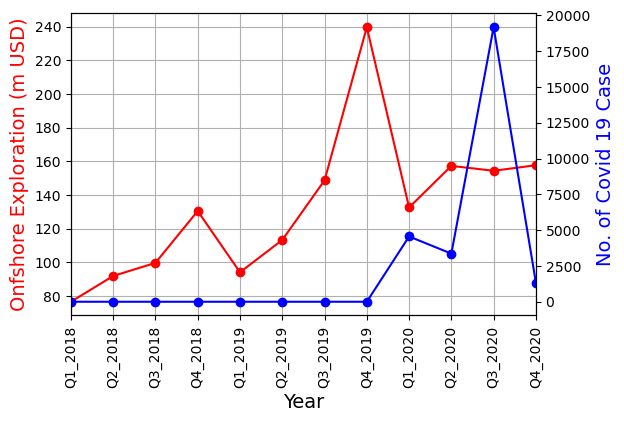 Onfshore Exploration (m USD)
240
220
200
180
160
140
120
100
80
20000
17500
15000
12500
10000
7500
5000
2500
0
No. of Covid 19 Case
Q1_2018
Q2_2018
Q3_2018
Q4_2018
Q1_2019
Q2_2019
Q3_2019
Q4_2019
Q1_2020
Q2_2020
Q3_2020
Q4_2020
Year